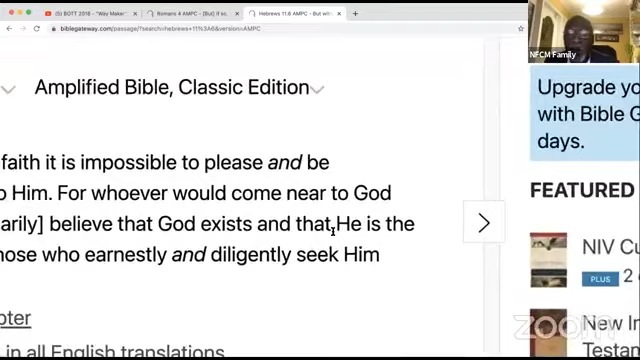 (5) BOTT 2018 - "Way Maker"
Romans 4 AMPC - [But] if so,
Hebrews 11:6 AMPC - But with
biblegateway.com/passage/?search=hebrews+11%3A6&version=AMPC
NFCM Family
Amplified Bible, Classic Edition
faith it is impossible to please and be
Him. For whoever would come near to God
arily] believe that God exists and that He is the
hose who earnestly and diligently seek Him
pter
in all English translations
Upgrade yo
with Bible G
days.
FEATURED
NIV Cu
PLUS
2
New In
Testam
zoom